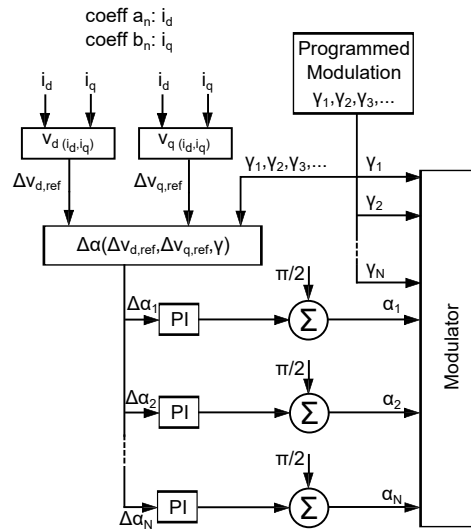 coeff aₙ: i_d
coeff bₙ: i_q
i_d i_q i_d i_q
Programmed
Modulation
γ₁,γ₂,γ₃,...
v_d (i_d,i_q)
v_q (i_d,i_q)
Δv_d,ref
Δv_q,ref
γ₁,γ₂,γ₃,...
γ₁
γ₂
γ_N
Δα(Δv_d,ref,Δv_q,ref,γ)
Modulator
π/2
Δα₁ PI Σ α₁
π/2
Δα₂ PI Σ α₂
π/2
Δα_N PI Σ α_N